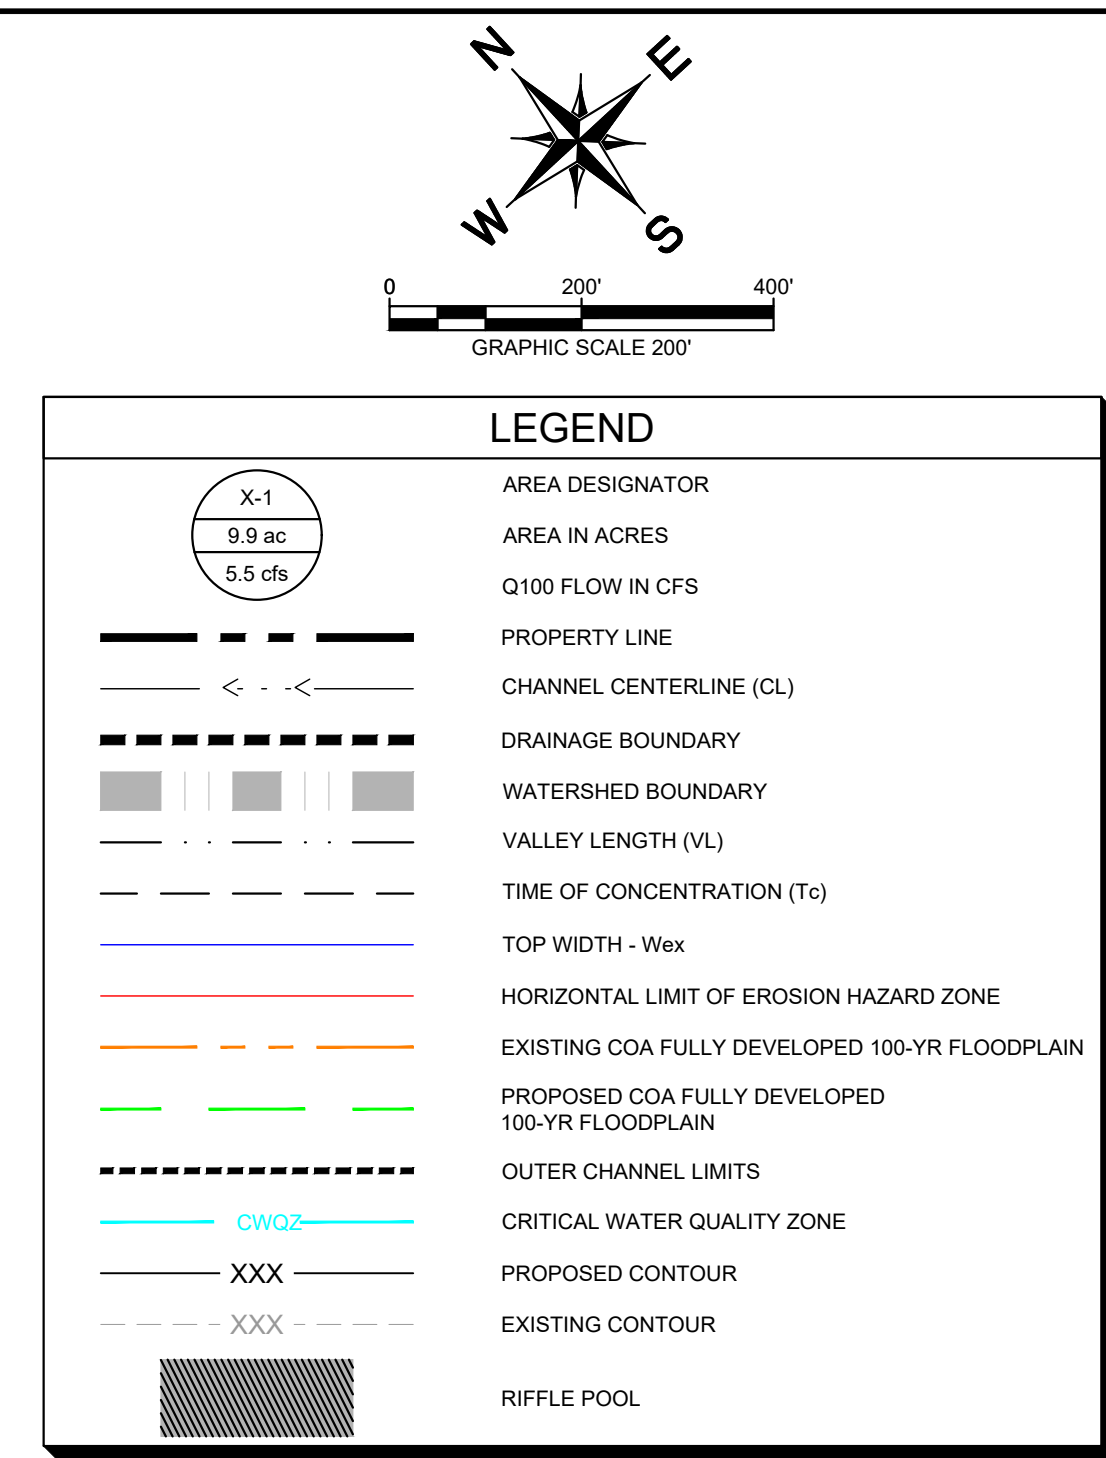 N
E
W
S
0
200'
400'
GRAPHIC SCALE 200'
LEGEND
X-1
9.9 ac
5.5 cfs
AREA DESIGNATOR
AREA IN ACRES
Q100 FLOW IN CFS
PROPERTY LINE
CHANNEL CENTERLINE (CL)
DRAINAGE BOUNDARY
WATERSHED BOUNDARY
VALLEY LENGTH (VL)
TIME OF CONCENTRATION (Tc)
TOP WIDTH - Wex
HORIZONTAL LIMIT OF EROSION HAZARD ZONE
EXISTING COA FULLY DEVELOPED 100-YR FLOODPLAIN
PROPOSED COA FULLY DEVELOPED
100-YR FLOODPLAIN
OUTER CHANNEL LIMITS
CWQZ
CRITICAL WATER QUALITY ZONE
XXX
PROPOSED CONTOUR
XXX
EXISTING CONTOUR
RIFFLE POOL